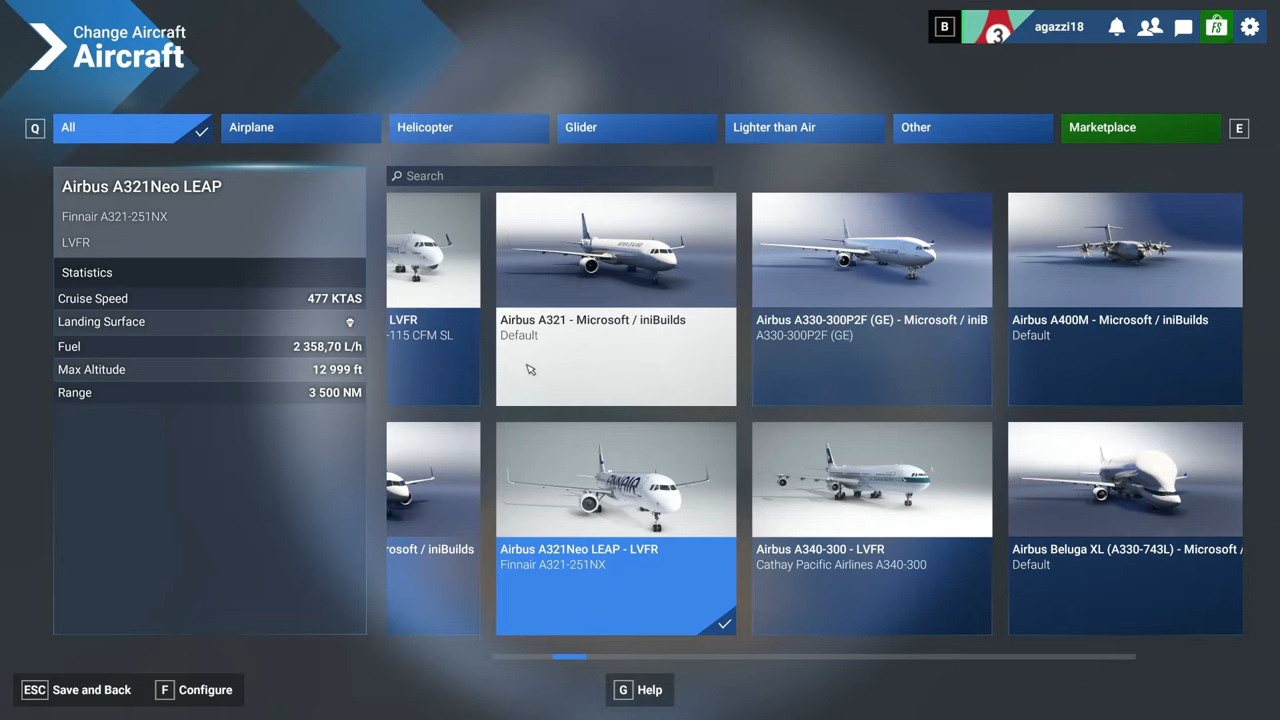 Change Aircraft
Aircraft
B
3
agazzi18
FS
Q
All
Airplane
Helicopter
Glider
Lighter than Air
Other
Marketplace
E
Airbus A321Neo LEAP
Finnair A321-251NX
LVFR
Statistics
Cruise Speed 477 KTAS
Landing Surface
Fuel 2 358,70 L/h
Max Altitude 12 999 ft
Range 3 500 NM
Search
LVFR
-115 CFM SL
Airbus A321 - Microsoft / iniBuilds
Default
Airbus A330-300P2F (GE) - Microsoft / iniB
A330-300P2F (GE)
Airbus A400M - Microsoft / iniBuilds
Default
rosoft / iniBuilds
FINNAIR
Airbus A321Neo LEAP - LVFR
Finnair A321-251NX
Airbus A340-300 - LVFR
Cathay Pacific Airlines A340-300
Airbus Beluga XL (A330-743L) - Microsoft /
Default
ESC Save and Back
F Configure
G Help